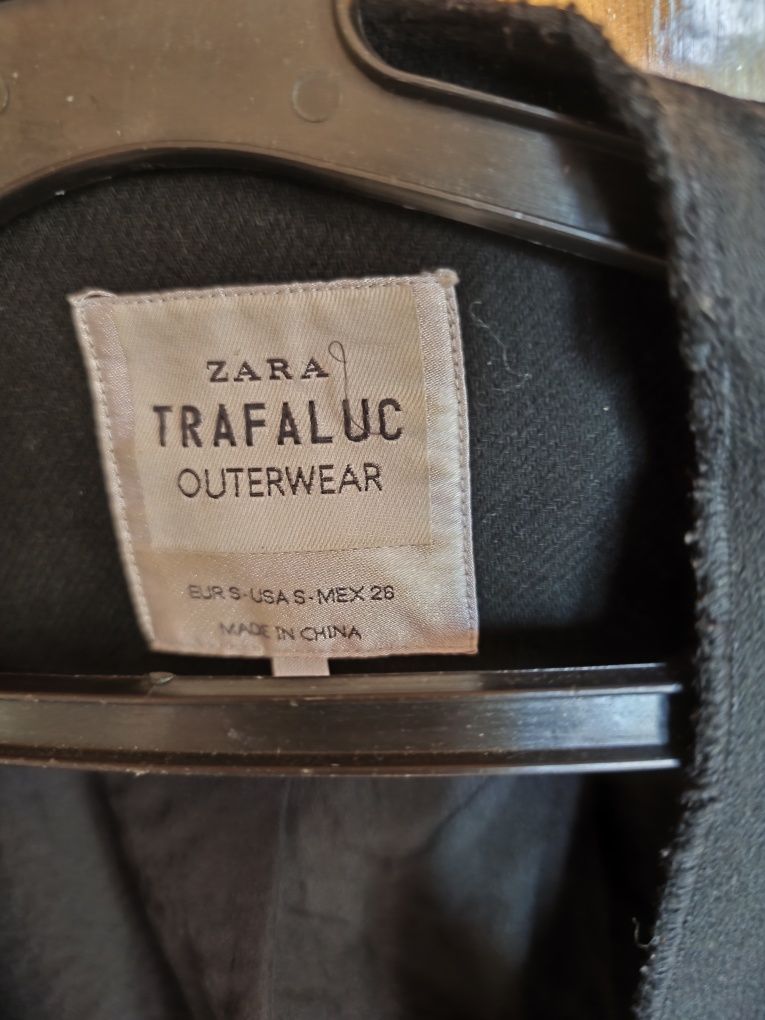 ZARA
TRAFALUC
OUTERWEAR
EUR S-USA S-MEX 26
MADE IN CHINA